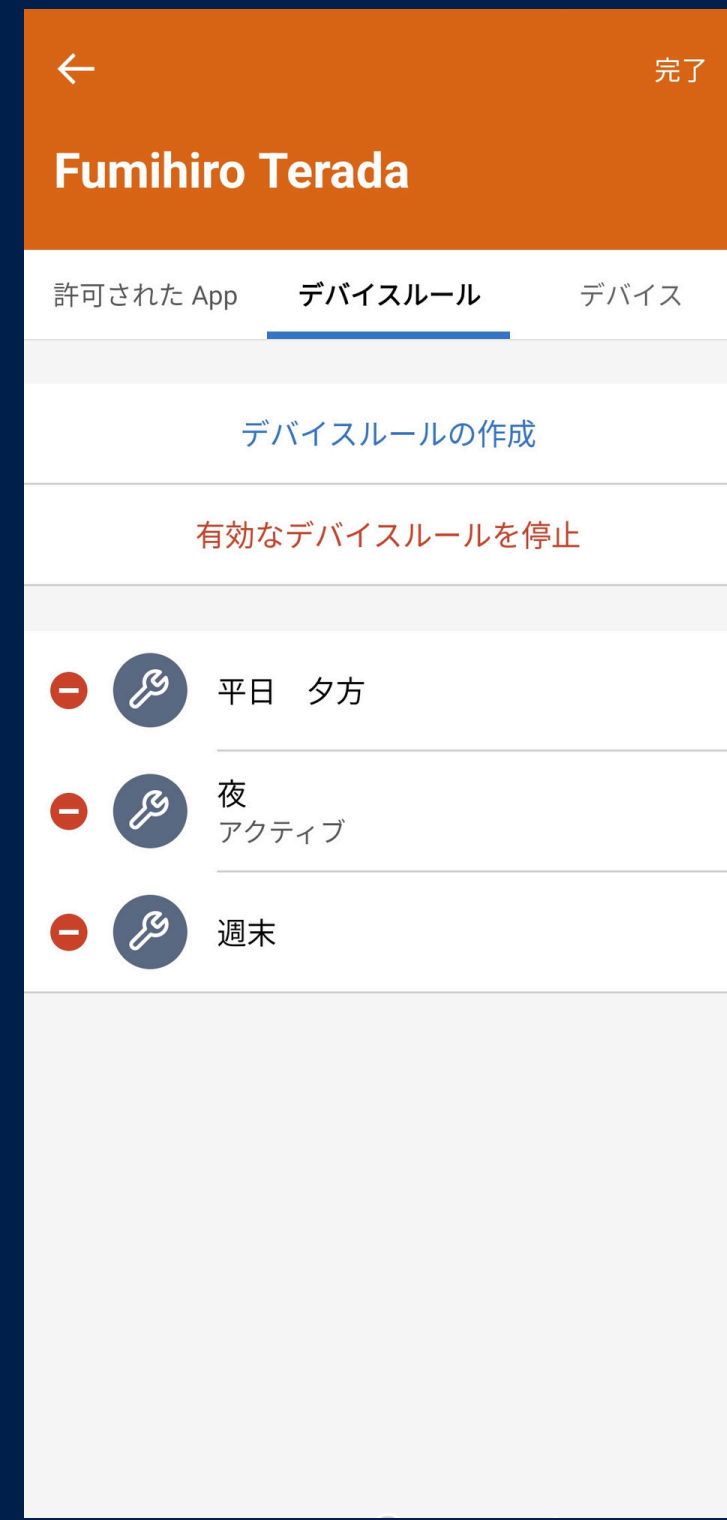 完了
Fumihiro Terada
許可された App デバイスルール デバイス
デバイスルールの作成
有効なデバイスルールを停止
平日　夕方
夜
アクティブ
週末